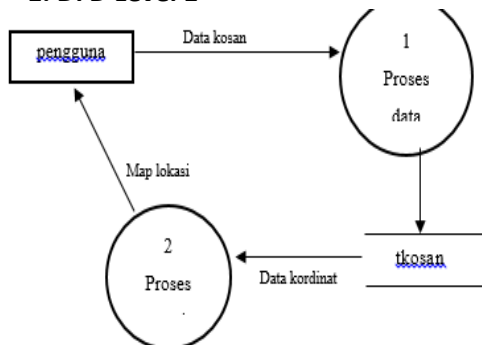 Data kosan
pengguna
1
Proses
data
Map lokasi
2
Proses
tkosan
Data kordinat